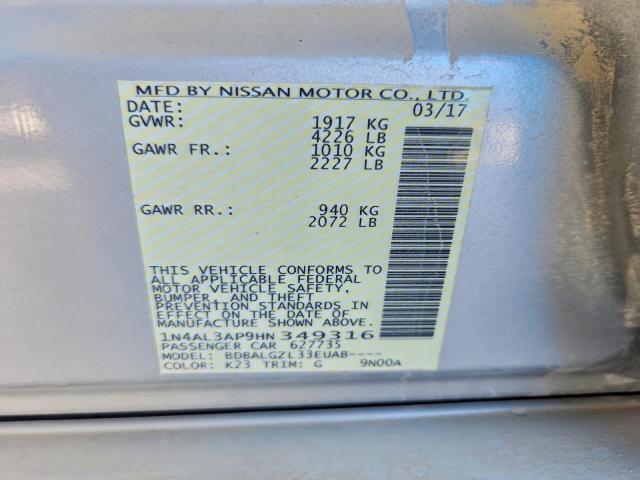 MFD BY NISSAN MOTOR CO., LTD.
DATE: 03/17
GVWR: 1917 KG
4226 LB
GAWR FR.: 1010 KG
2227 LB
GAWR RR.: 940 KG
2072 LB
THIS VEHICLE CONFORMS TO
ALL APPLICABLE FEDERAL
MOTOR VEHICLE SAFETY,
BUMPER, AND THEFT
PREVENTION STANDARDS IN
EFFECT ON THE DATE OF
MANUFACTURE SHOWN ABOVE
1N4AL3AP9HN 349316
PASSENGER CAR 627735
MODEL: BDBALGZL33EUAB----
COLOR: K23 TRIM: G 9N00A